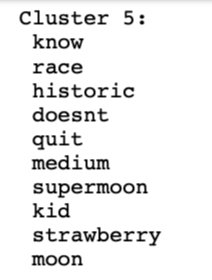 Cluster 5:
know
race
historic
doesnt
quit
medium
supermoon
kid
strawberry
moon